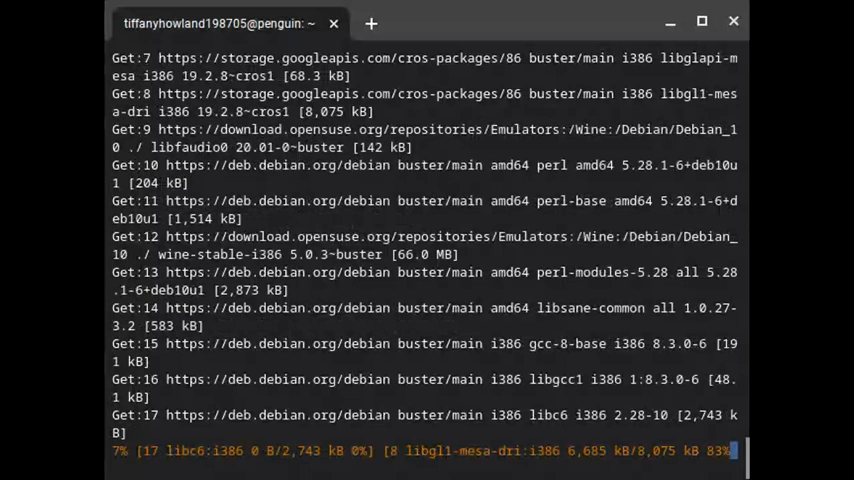 tiffanyhowland198705@penguin: ~
Get:7 https://storage.googleapis.com/cros-packages/86 buster/main i386 libglapi-m
esa i386 19.2.8~cros1 [68.3 kB]
Get:8 https://storage.googleapis.com/cros-packages/86 buster/main i386 libgl1-mes
a-dri i386 19.2.8~cros1 [8,075 kB]
Get:9 https://download.opensuse.org/repositories/Emulators:/Wine:/Debian/Debian_1
0 ./ libfaudio0 20.01-0~buster [142 kB]
Get:10 https://deb.debian.org/debian buster/main amd64 perl amd64 5.28.1-6+deb10u
1 [204 kB]
Get:11 https://deb.debian.org/debian buster/main amd64 perl-base amd64 5.28.1-6+d
eb10u1 [1,514 kB]
Get:12 https://download.opensuse.org/repositories/Emulators:/Wine:/Debian/Debian_
10 ./ wine-stable-i386 5.0.3~buster [66.0 MB]
Get:13 https://deb.debian.org/debian buster/main amd64 perl-modules-5.28 all 5.28
.1-6+deb10u1 [2,873 kB]
Get:14 https://deb.debian.org/debian buster/main amd64 libsane-common all 1.0.27-
3.2 [583 kB]
Get:15 https://deb.debian.org/debian buster/main i386 gcc-8-base i386 8.3.0-6 [19
1 kB]
Get:16 https://deb.debian.org/debian buster/main i386 libgcc1 i386 1:8.3.0-6 [48.
1 kB]
Get:17 https://deb.debian.org/debian buster/main i386 libc6 i386 2.28-10 [2,743 k
B]
7% [17 libc6:i386 0 B/2,743 kB 0%] [8 libgl1-mesa-dri:i386 6,685 kB/8,075 kB 83%